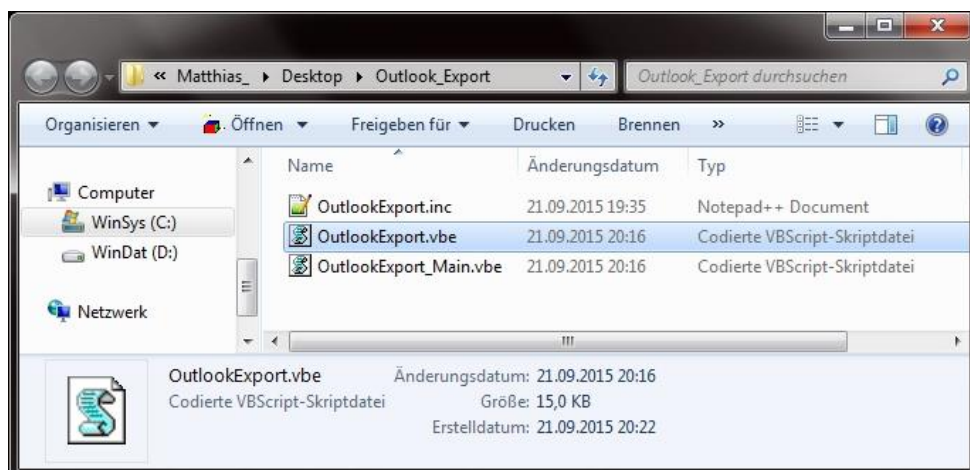 « Matthias_ ▸ Desktop ▸ Outlook_Export
Outlook_Export durchsuchen
Organisieren ▾ Öffnen ▾ Freigeben für ▾ Drucken Brennen »
Computer
WinSys (C:)
WinDat (D:)
Netzwerk
Name Änderungsdatum Typ
OutlookExport.inc 21.09.2015 19:35 Notepad++ Document
OutlookExport.vbe 21.09.2015 20:16 Codierte VBScript-Skriptdatei
OutlookExport_Main.vbe 21.09.2015 20:16 Codierte VBScript-Skriptdatei
OutlookExport.vbe Änderungsdatum: 21.09.2015 20:16
Codierte VBScript-Skriptdatei Größe: 15,0 KB
Erstelldatum: 21.09.2015 20:22